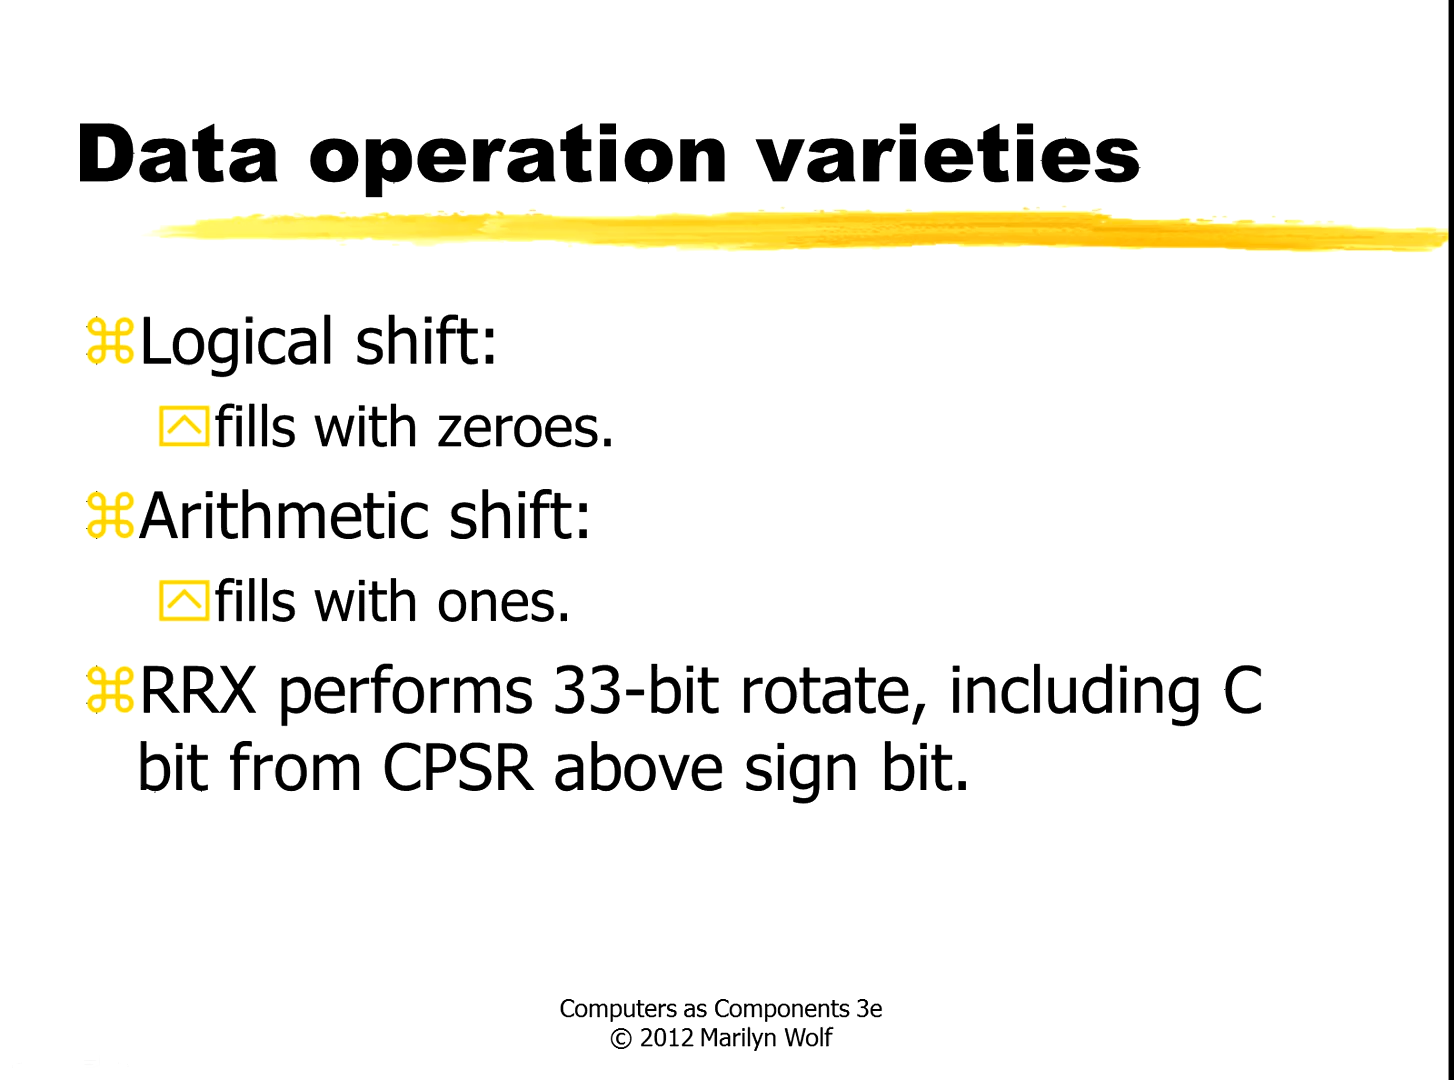 Data operation varieties
⌘Logical shift:
fills with zeroes.
⌘Arithmetic shift:
fills with ones.
⌘RRX performs 33-bit rotate, including C
bit from CPSR above sign bit.
Computers as Components 3e
© 2012 Marilyn Wolf